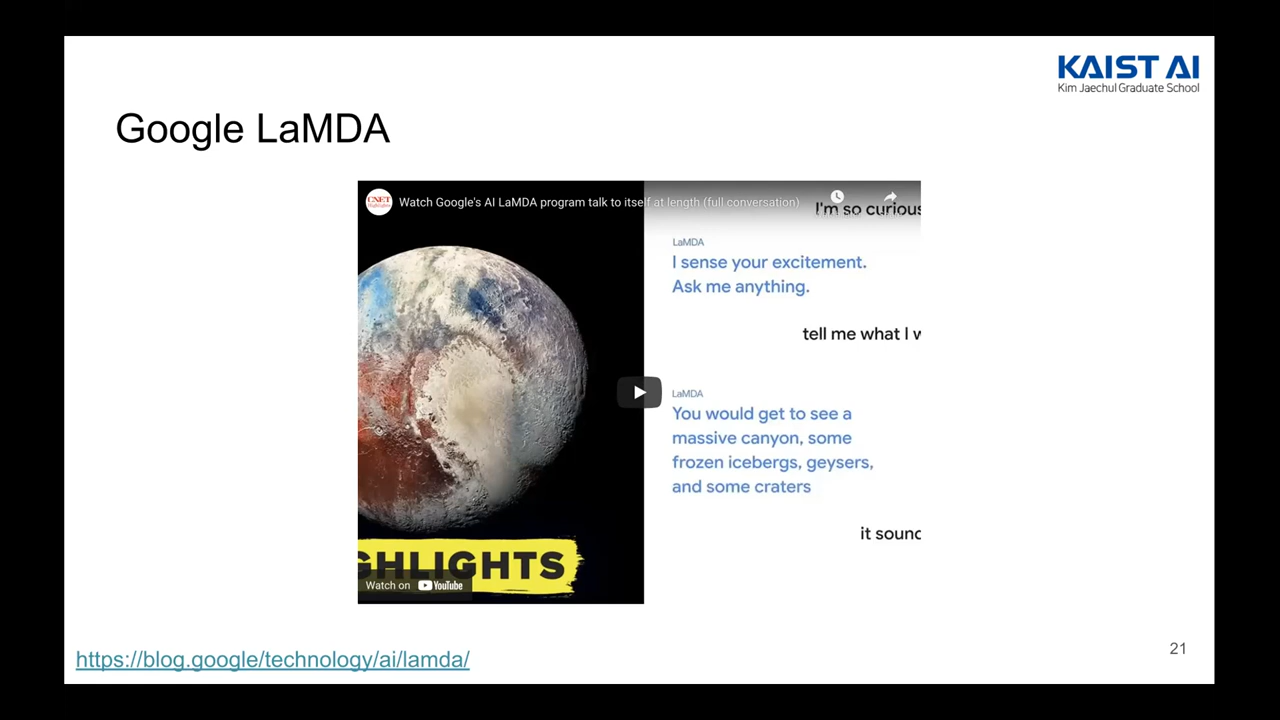 KAIST AI
Kim Jaechul Graduate School
Google LaMDA
CNET
Watch Google's AI LaMDA program talk to itself at length (full conversation)
I'm so curious
LaMDA
I sense your excitement.
Ask me anything.
tell me what I w
LaMDA
You would get to see a
massive canyon, some
frozen icebergs, geysers,
and some craters
it sound
GHLIGHTS
Watch on YouTube
https://blog.google/technology/ai/lamda/
21